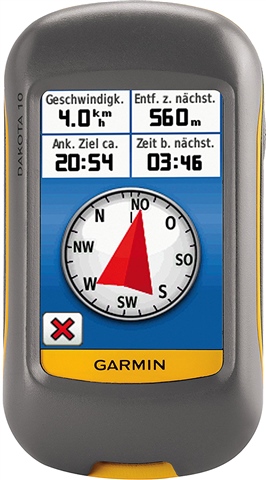 DAKOTA 10
Geschwindigk. Entf. z. nächst.
4.0 km/h 560 m
Ank. Ziel ca. Zeit b. nächst.
20:54 03:46
N NO O SO S SW W NW
GARMIN